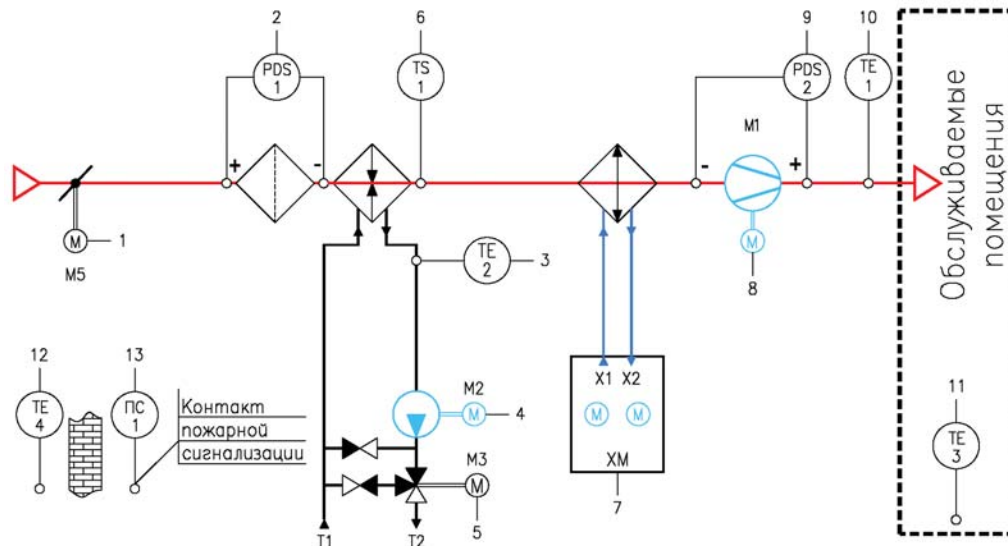 2
6
9
10
PDS
1
TS
1
PDS
2
TE
1
M1
+
-
-
+
M
1
M5
TE
2
3
M
8
Обслуживаемые
помещения
12
13
TE
4
ПС
1
Контакт
пожарной
сигнализации
M2
M
4
M3
M
5
T1
T2
X1
X2
M
M
ХМ
7
11
TE
3